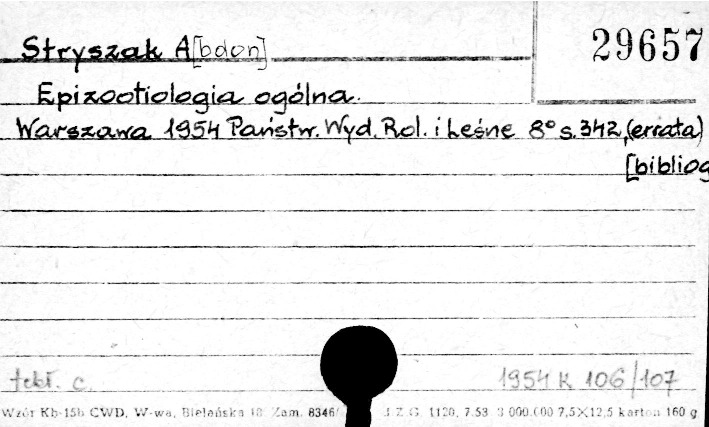 29657
Stryszak A[bdon]
Epizootiologia ogólna.
Warszawa 1954 Państw. Wyd. Rol. i Leśne 8° s. 342, (errata)
[bibliog
tabl. c.
1954 K 106/107
Wzór Kb-15b CWD, W-wa, Bielańska 18 Zam. 8346/ J.Z.G. 1120, 7.53 3 000.000 7,5×12,5 karton 160 g